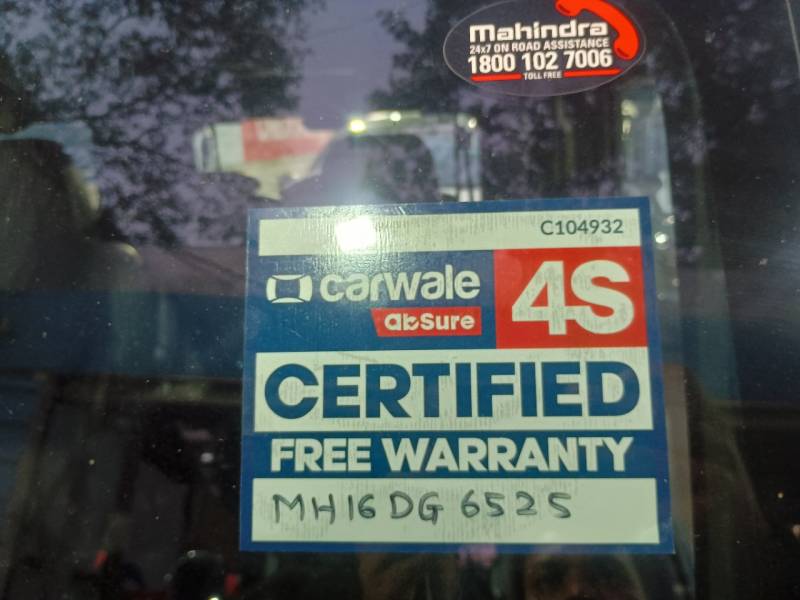 Mahindra
24x7 ON ROAD ASSISTANCE
1800 102 7006
TOLL FREE
C104932
carwale
abSure
4S
CERTIFIED
FREE WARRANTY
MH16DG 6525